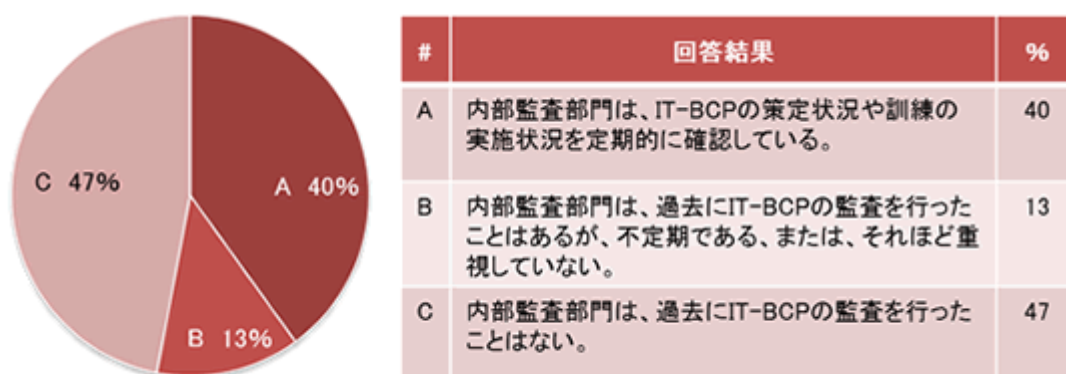 A 40%
B 13%
C 47%
# 回答結果 %
A 内部監査部門は、IT-BCPの策定状況や訓練の 40
実施状況を定期的に確認している。
B 内部監査部門は、過去にIT-BCPの監査を行った 13
ことはあるが、不定期である、または、それほど重
視していない。
C 内部監査部門は、過去にIT-BCPの監査を行った 47
ことはない。